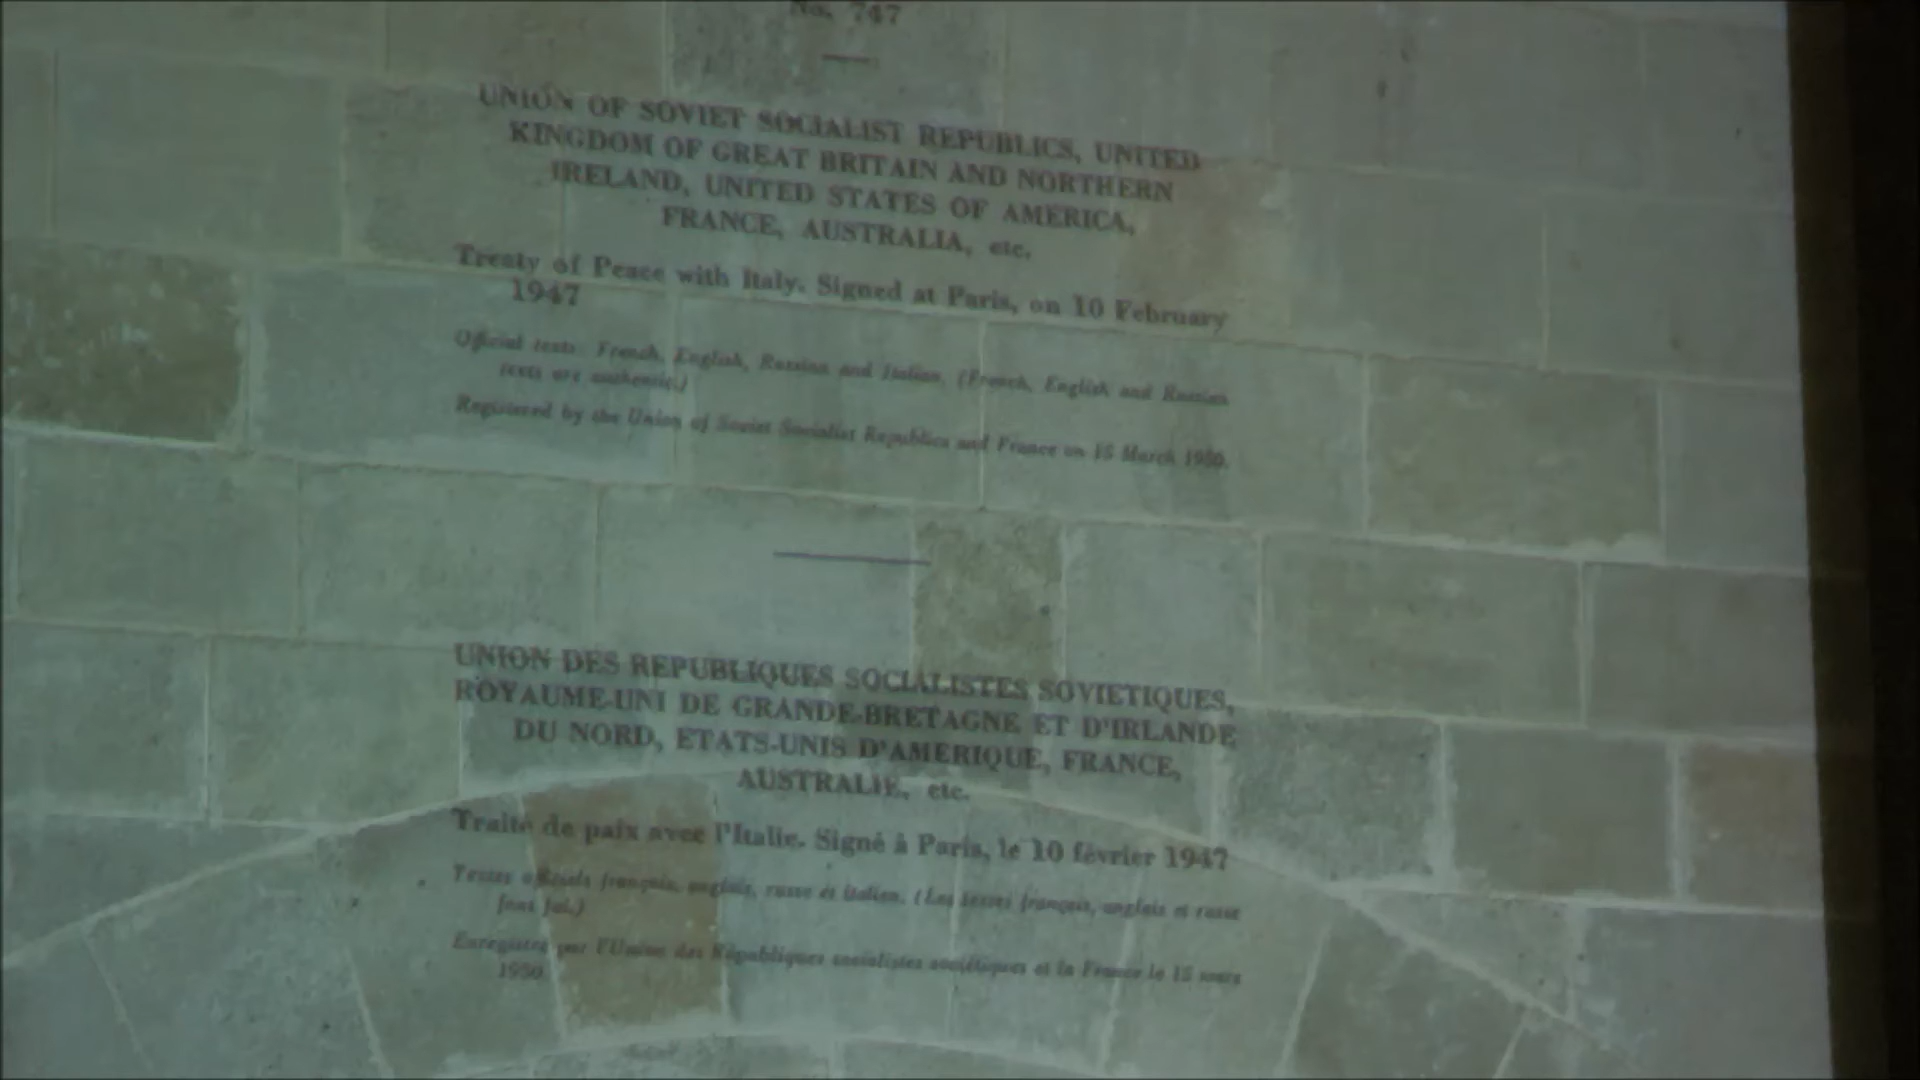 No. 747
UNION OF SOVIET SOCIALIST REPUBLICS, UNITED
KINGDOM OF GREAT BRITAIN AND NORTHERN
IRELAND, UNITED STATES OF AMERICA,
FRANCE, AUSTRALIA, etc.
Treaty of Peace with Italy. Signed at Paris, on 10 February
1947
Official texts: French, English, Russian and Italian. (French, English and Russian
texts are authentic.)
Registered by the Union of Soviet Socialist Republics and France on 15 March 1950.
UNION DES REPUBLIQUES SOCIALISTES SOVIETIQUES,
ROYAUME-UNI DE GRANDE-BRETAGNE ET D'IRLANDE
DU NORD, ETATS-UNIS D'AMERIQUE, FRANCE,
AUSTRALIE, etc.
Traité de paix avec l'Italie. Signé à Paris, le 10 février 1947
Textes officiels français, anglais, russe et italien. (Les textes français, anglais et russe
font foi.)
Enregistré par l'Union des Républiques socialistes soviétiques et la France le 15 mars
1950.